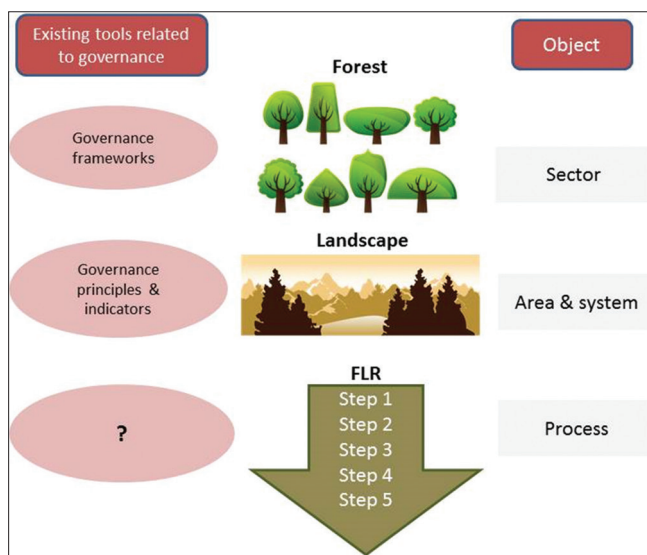 Existing tools related
to governance
Object
Forest
Governance
frameworks
Sector
Landscape
Governance
principles &
indicators
Area & system
FLR
Step 1
Step 2
Step 3
Step 4
Step 5
?
Process